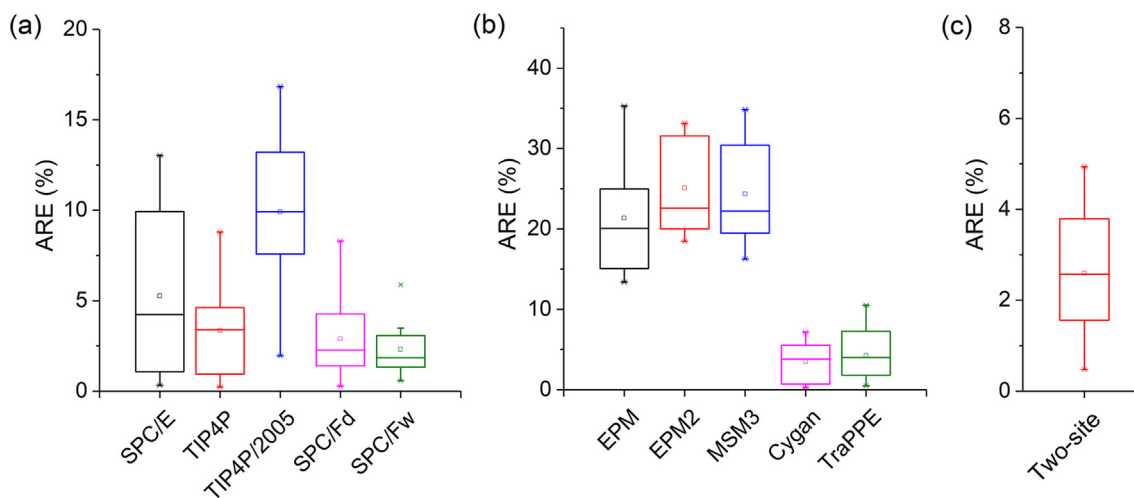 (a)
ARE (%)
20
15
10
5
0
SPC/E
TIP4P
TIP4P/2005
SPC/Fd
SPC/Fw
(b)
ARE (%)
40
30
20
10
0
EPM
EPM2
MSM3
Cygan
TraPPE
(c)
ARE (%)
8
6
4
2
0
Two-site